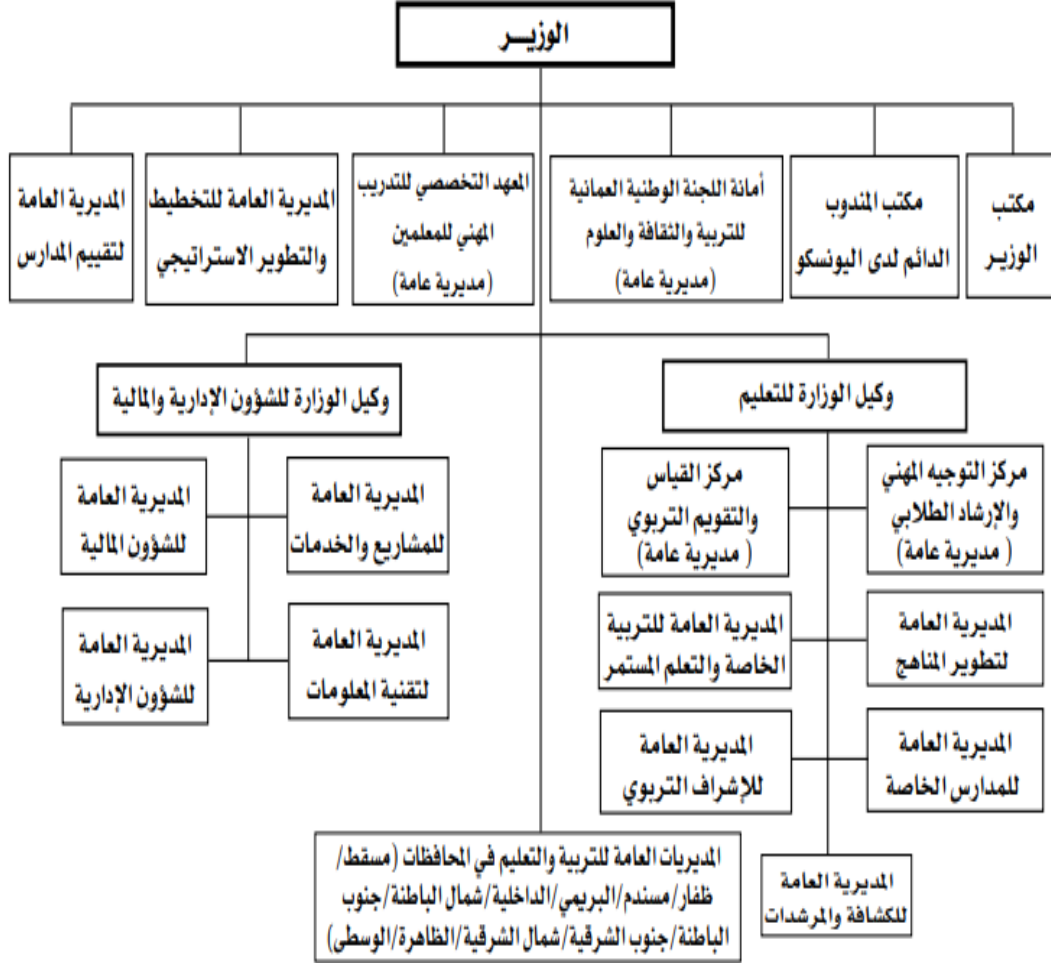 الوزيـر
مكتب
الوزيـر
مكتب المندوب
الدائم لدى اليونسكو
أمانة اللجنة الوطنية العمانية
للتربية والثقافة والعلوم
(مديرية عامة)
المعهد التخصصي للتدريب
المهني للمعلمين
(مديرية عامة)
المديرية العامة للتخطيط
والتطوير الاستراتيجي
المديرية العامة
لتقييم المدارس
وكيل الوزارة للتعليم
وكيل الوزارة للشؤون الإدارية والمالية
مركز التوجيه المهني
والإرشاد الطلابي
( مديرية عامة)
مركز القياس
والتقويم التربوي
( مديرية عامة)
المديرية العامة
للمشاريع والخدمات
المديرية العامة
للشؤون المالية
المديرية العامة
لتطوير المناهج
المديرية العامة للتربية
الخاصة والتعلم المستمر
المديرية العامة
لتقنية المعلومات
المديرية العامة
للشؤون الإدارية
المديرية العامة
للمدارس الخاصة
المديرية العامة
للإشراف التربوي
المديرية العامة
للكشافة والمرشدات
المديريات العامة للتربية والتعليم في المحافظات (مسقط/
ظفار/مسندم/البريمي/الداخلية/شمال الباطنة/جنوب
الباطنة/جنوب الشرقية/شمال الشرقية/الظاهرة/الوسطى)